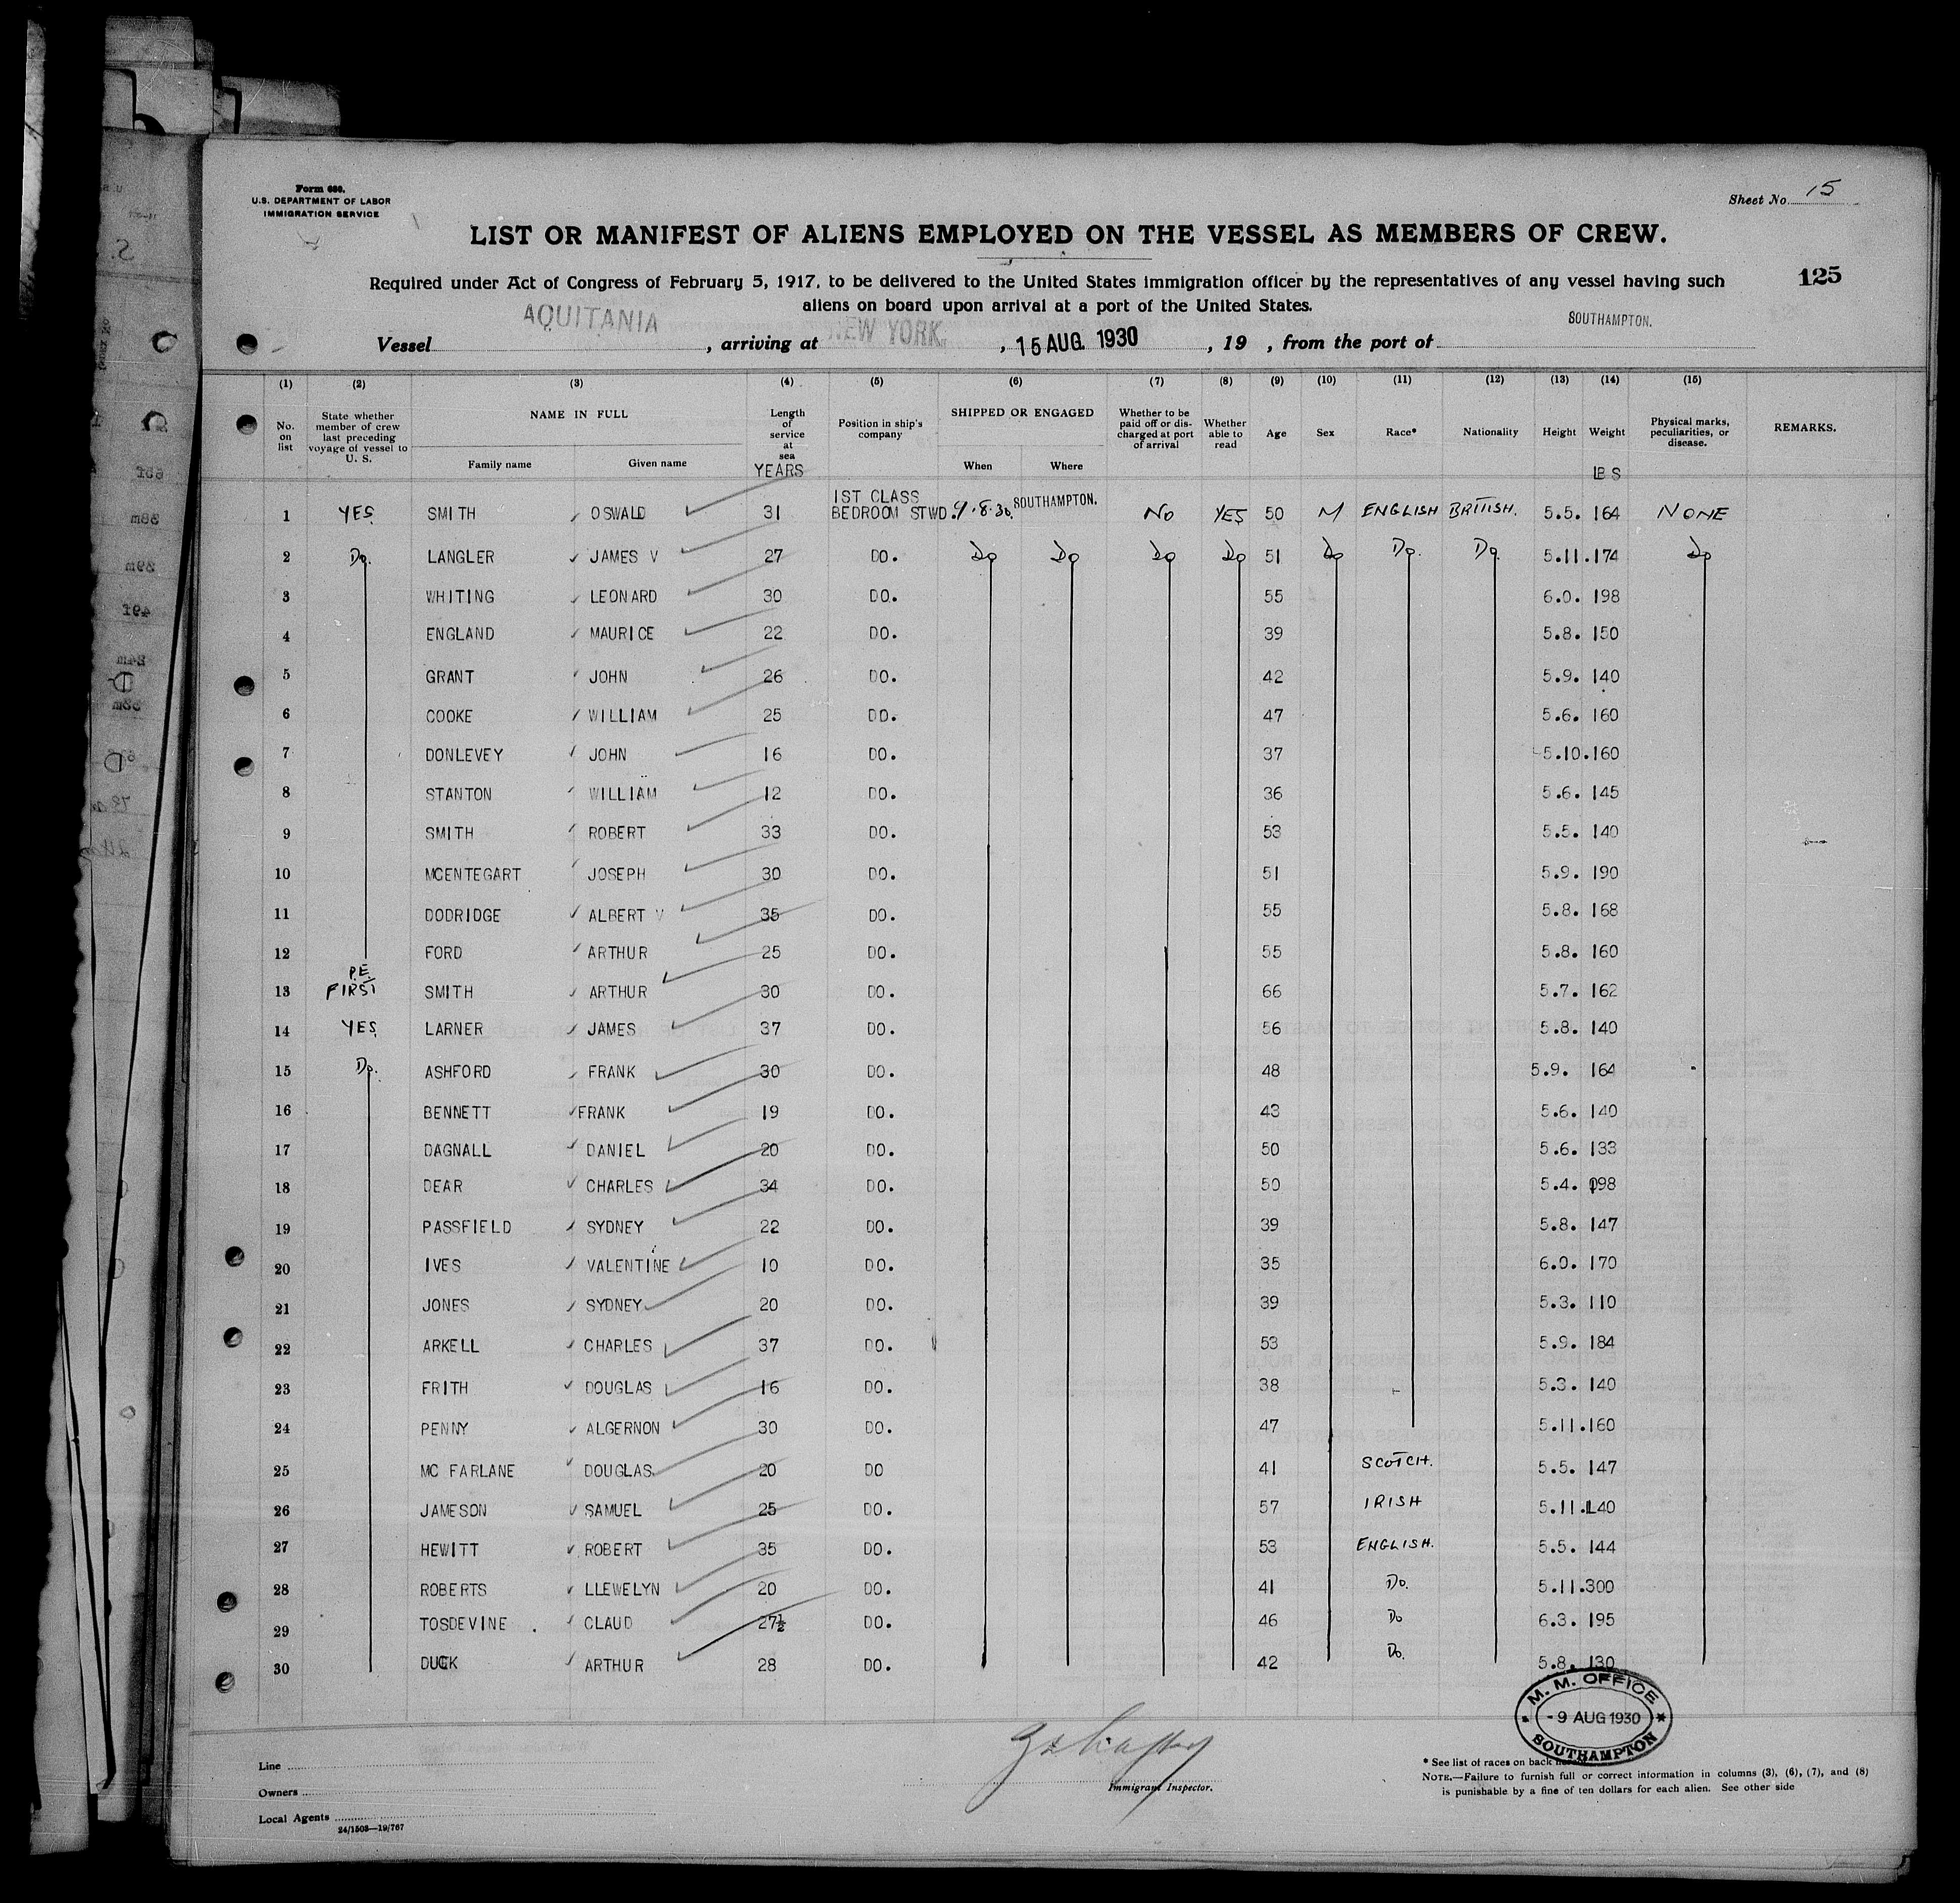 Form 680.
U.S. DEPARTMENT OF LABOR
IMMIGRATION SERVICE
Sheet No. 15
LIST OR MANIFEST OF ALIENS EMPLOYED ON THE VESSEL AS MEMBERS OF CREW.
125
Required under Act of Congress of February 5, 1917, to be delivered to the United States immigration officer by the representatives of any vessel having such
aliens on board upon arrival at a port of the United States.
Vessel AQUITANIA, arriving at NEW YORK, 15 AUG. 1930, 19 , from the port of SOUTHAMPTON.
(1) (2) (3) (4) (5) (6) (7) (8) (9) (10) (11) (12) (13) (14) (15)
No. on list State whether member of crew last preceding voyage of vessel to U. S. NAME IN FULL Family name Given name Length of service at sea YEARS Position in ship's company SHIPPED OR ENGAGED When Where Whether to be paid off or discharged at port of arrival Whether able to read Age Sex Race* Nationality Height Weight LBS Physical marks, peculiarities, or disease. REMARKS.
1 YES SMITH OSWALD 31 1ST CLASS BEDROOM STWD. 9.8.30. SOUTHAMPTON. NO YES 50 M ENGLISH BRITISH. 5.5. 164 NONE
2 Do. LANGLER JAMES V 27 DO. Do Do Do Do 51 Do Do. Do. 5.11. 174 Do
3 WHITING LEONARD 30 DO. 55 6.0. 198
4 ENGLAND MAURICE 22 DO. 39 5.8. 150
5 GRANT JOHN 26 DO. 42 5.9. 140
6 COOKE WILLIAM 25 DO. 47 5.6. 160
7 DONLEVEY JOHN 16 DO. 37 5.10. 160
8 STANTON WILLIAM 12 DO. 36 5.6. 145
9 SMITH ROBERT 33 DO. 53 5.5. 140
10 MCENTEGART JOSEPH 30 DO. 51 5.9. 190
11 DODRIDGE ALBERT V 35 DO. 55 5.8. 168
12 FORD ARTHUR 25 DO. 55 5.8. 160
13 P.E. FIRST SMITH ARTHUR 30 DO. 66 5.7. 162
14 YES LARNER JAMES 37 DO. 56 5.8. 140
15 Do. ASHFORD FRANK 30 DO. 48 5.9. 164
16 BENNETT FRANK 19 DO. 43 5.6. 140
17 DAGNALL DANIEL 20 DO. 50 5.6. 133
18 DEAR CHARLES 34 DO. 50 5.4. 098
19 PASSFIELD SYDNEY 22 DO. 39 5.8. 147
20 IVES VALENTINE 10 DO. 35 6.0. 170
21 JONES SYDNEY 20 DO. 39 5.3. 110
22 ARKELL CHARLES 37 DO. 53 5.9. 184
23 FRITH DOUGLAS 16 DO. 38 5.3. 140
24 PENNY ALGERNON 30 DO. 47 5.11. 160
25 MC FARLANE DOUGLAS 20 DO 41 SCOTCH. 5.5. 147
26 JAMESON SAMUEL 25 DO. 57 IRISH 5.11. 140
27 HEWITT ROBERT 35 DO. 53 ENGLISH. 5.5. 144
28 ROBERTS LLEWELYN 20 DO. 41 Do. 5.11. 300
29 TOSDEVINE . CLAUD 27½ DO. 46 Do 6.3. 195
30 DUCK ARTHUR 28 DO. 42 Do. 5.8. 130
M. M. OFFICE
- 9 AUG 1930
SOUTHAMPTON
Line
Owners
Local Agents
24/1503—19/767
Immigrant Inspector.
* See list of races on back
NOTE.—Failure to furnish full or correct information in columns (3), (6), (7), and (8)
is punishable by a fine of ten dollars for each alien. See other side